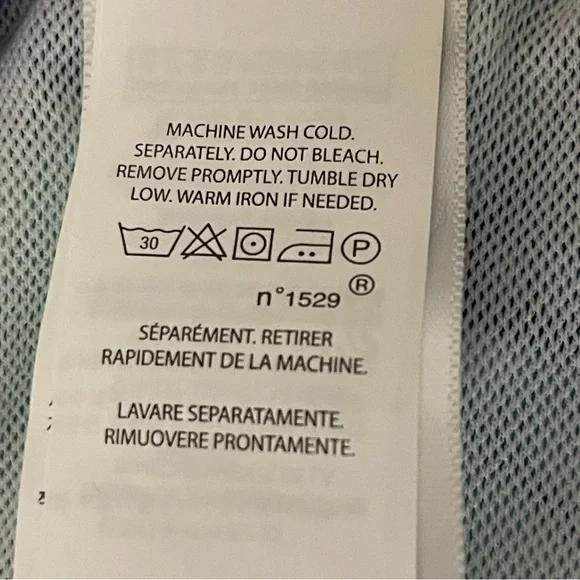 MACHINE WASH COLD.
SEPARATELY. DO NOT BLEACH.
REMOVE PROMPTLY. TUMBLE DRY
LOW. WARM IRON IF NEEDED.
30 P
n°1529 ®
SÉPARÉMENT. RETIRER
RAPIDEMENT DE LA MACHINE.
LAVARE SEPARATAMENTE.
RIMUOVERE PRONTAMENTE.